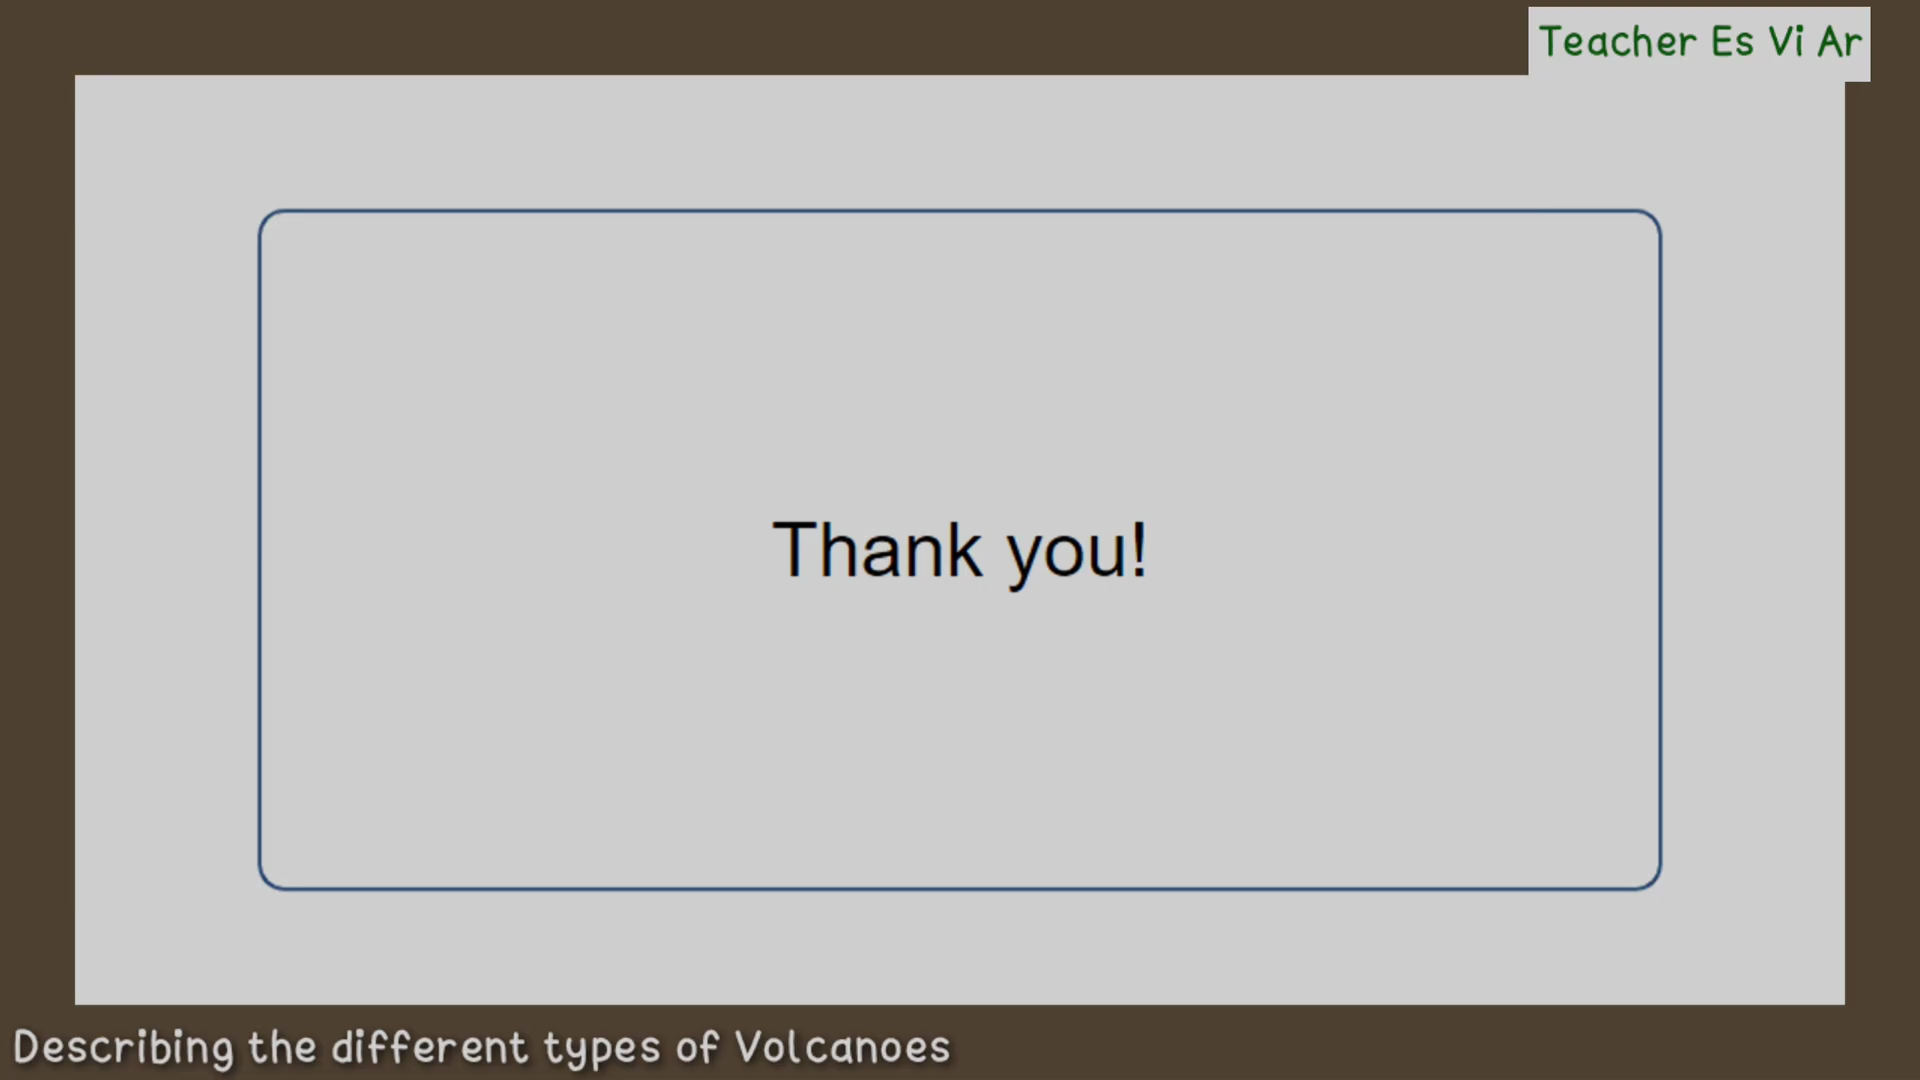 Teacher Es Vi Ar
Thank you!
Describing the different types of Volcanoes